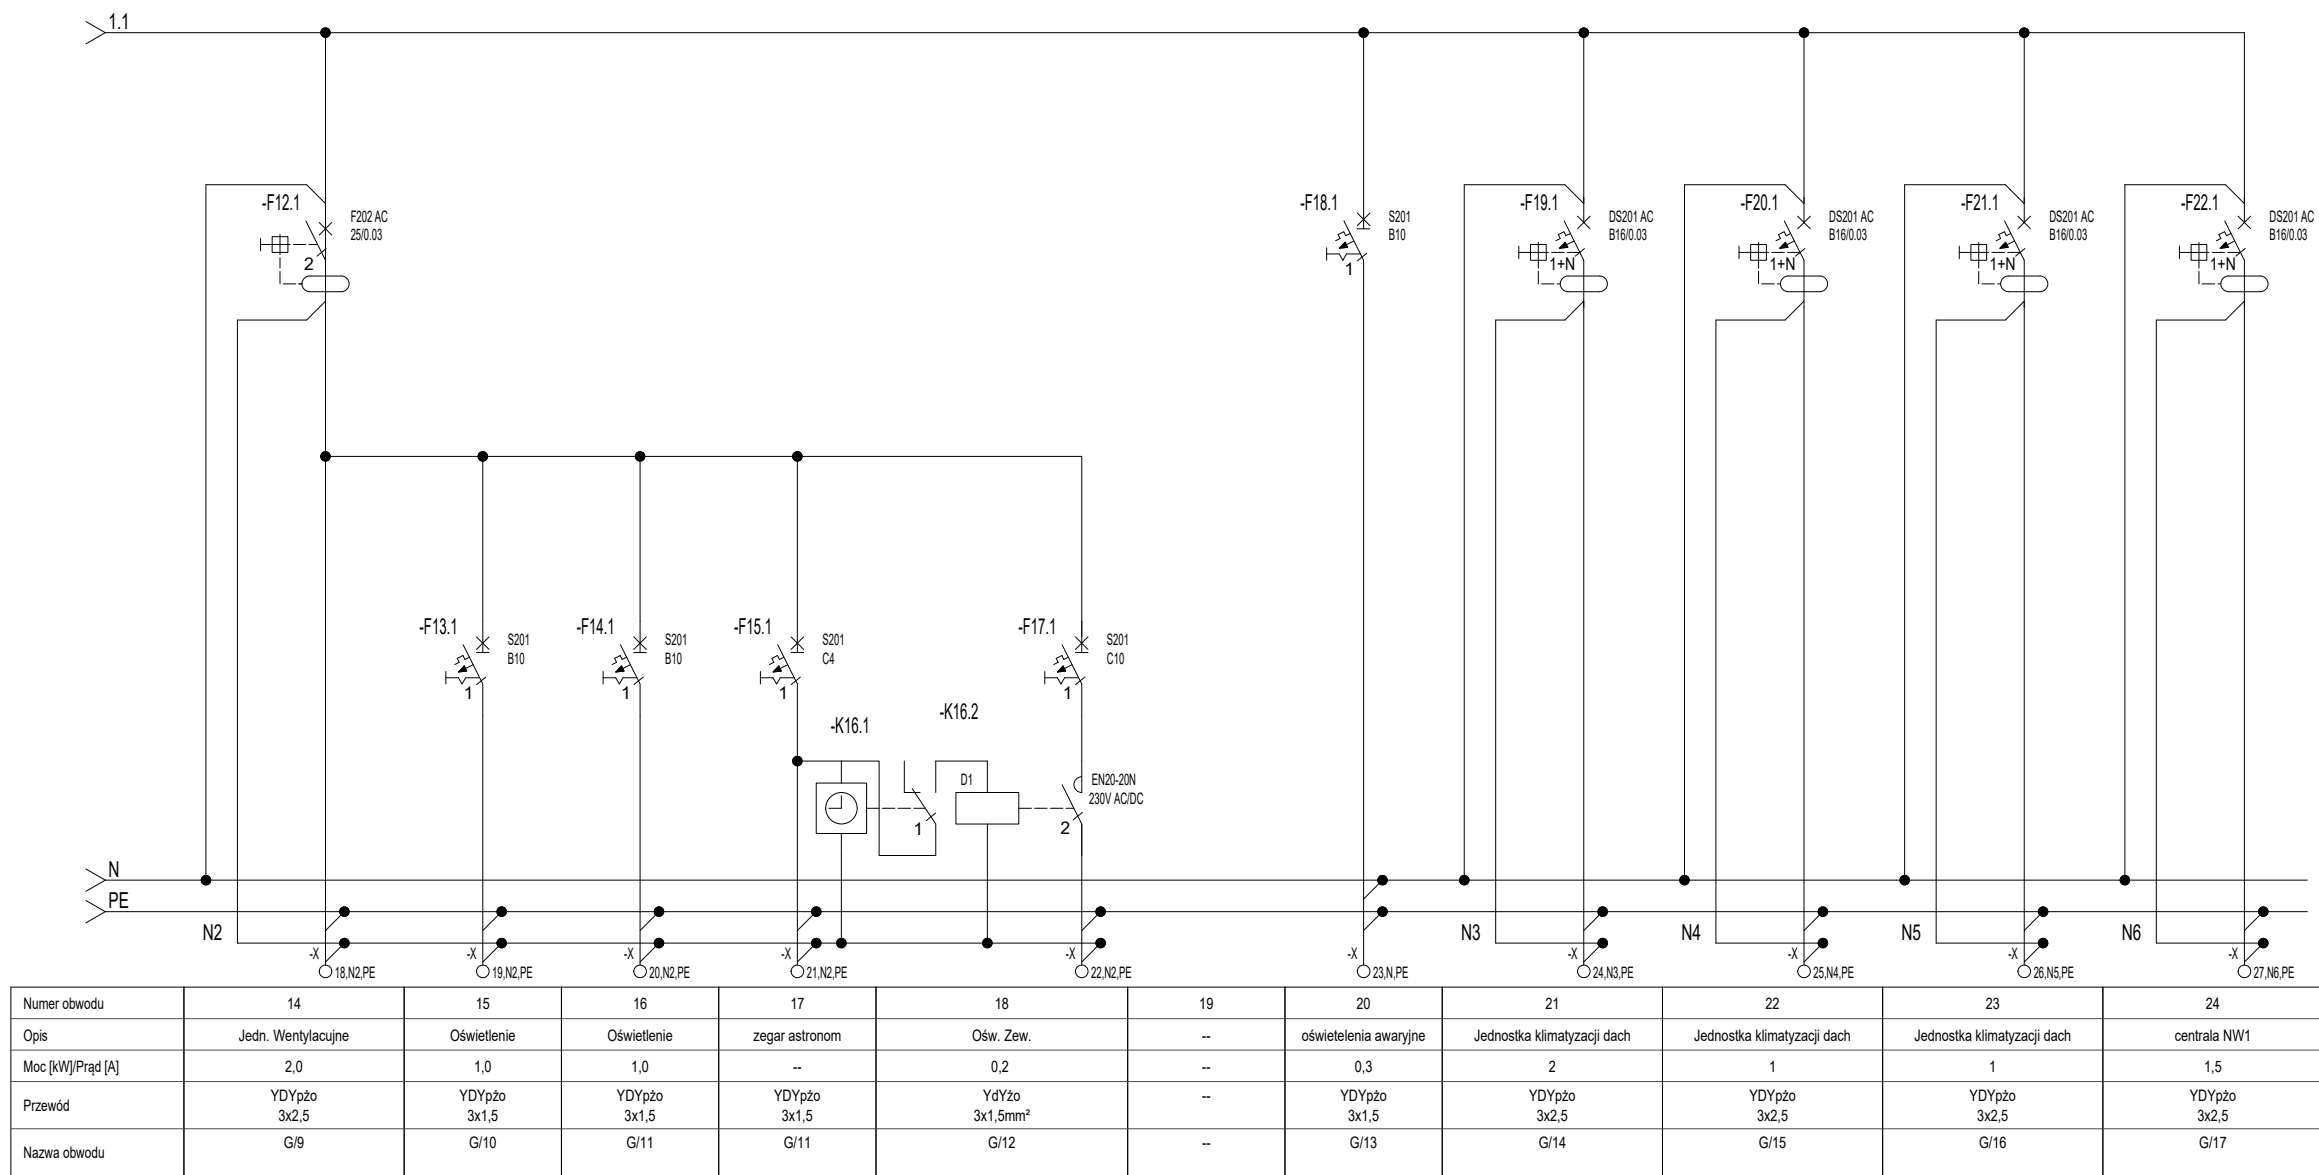 1.1
-F12.1
F202 AC
25/0.03
2
-F18.1
S201
B10
1
-F19.1
DS201 AC
B16/0.03
1+N
-F20.1
DS201 AC
B16/0.03
1+N
-F21.1
DS201 AC
B16/0.03
1+N
-F22.1
DS201 AC
B16/0.03
1+N
-F13.1
S201
B10
1
-F14.1
S201
B10
1
-F15.1
S201
C4
1
-F17.1
S201
C10
1
-K16.1
-K16.2
1
D1
EN20-20N
230V AC/DC
2
N
PE
N2
N3
N4
N5
N6
-X 18,N2,PE
-X 19,N2,PE
-X 20,N2,PE
-X 21,N2,PE
-X 22,N2,PE
-X 23,N,PE
-X 24,N3,PE
-X 25,N4,PE
-X 26,N5,PE
-X 27,N6,PE
Numer obwodu 14 15 16 17 18 19 20 21 22 23 24
Opis Jedn. Wentylacujne Oświetlenie Oświetlenie zegar astronom Ośw. Zew. -- oświetelenia awaryjne Jednostka klimatyzacji dach Jednostka klimatyzacji dach Jednostka klimatyzacji dach centrala NW1
Moc [kW]/Prąd [A] 2,0 1,0 1,0 -- 0,2 -- 0,3 2 1 1 1,5
Przewód YDYpżo YDYpżo YDYpżo YDYpżo YdYżo -- YDYpżo YDYpżo YDYpżo YDYpżo YDYpżo
3x2,5 3x1,5 3x1,5 3x1,5 3x1,5mm² 3x1,5 3x2,5 3x2,5 3x2,5 3x2,5
Nazwa obwodu G/9 G/10 G/11 G/11 G/12 -- G/13 G/14 G/15 G/16 G/17